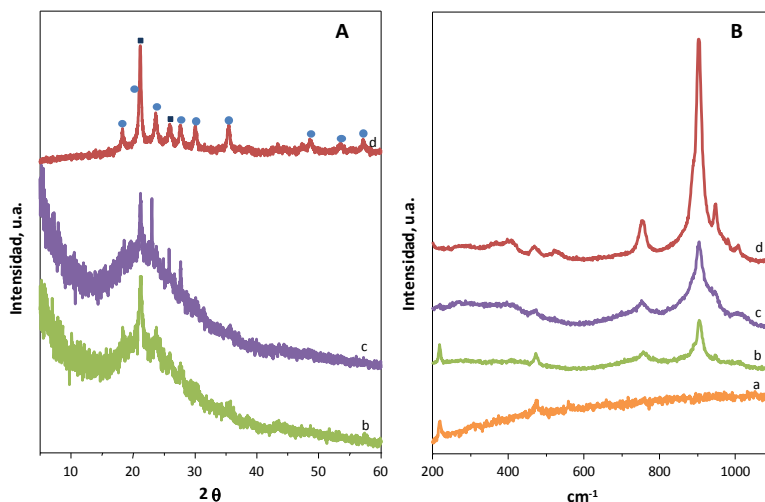 A
d
c
b
Intensidad, u.a.
10 20 30 40 50 60
2 θ
B
d
c
b
a
Intensidad, u.a.
200 400 600 800 1000
cm-1